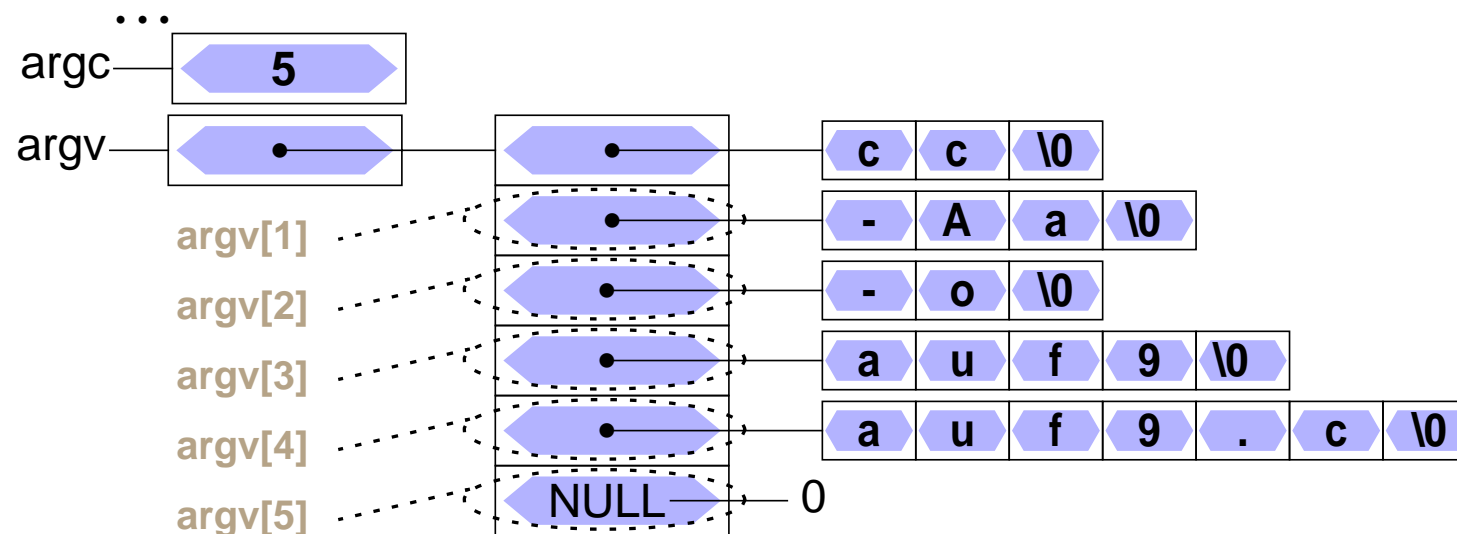 ...
argc 5
argv c c \0
argv[1] - A a \0
argv[2] - o \0
argv[3] a u f 9 \0
argv[4] a u f 9 . c \0
argv[5] NULL 0